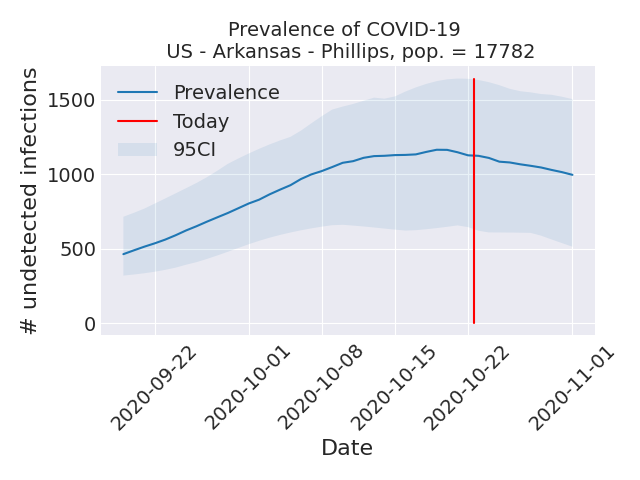 Prevalence of COVID-19
US - Arkansas - Phillips, pop. = 17782
# undetected infections
1500
1000
500
0
Prevalence
Today
95CI
2020-09-22
2020-10-01
2020-10-08
2020-10-15
2020-10-22
2020-11-01
Date